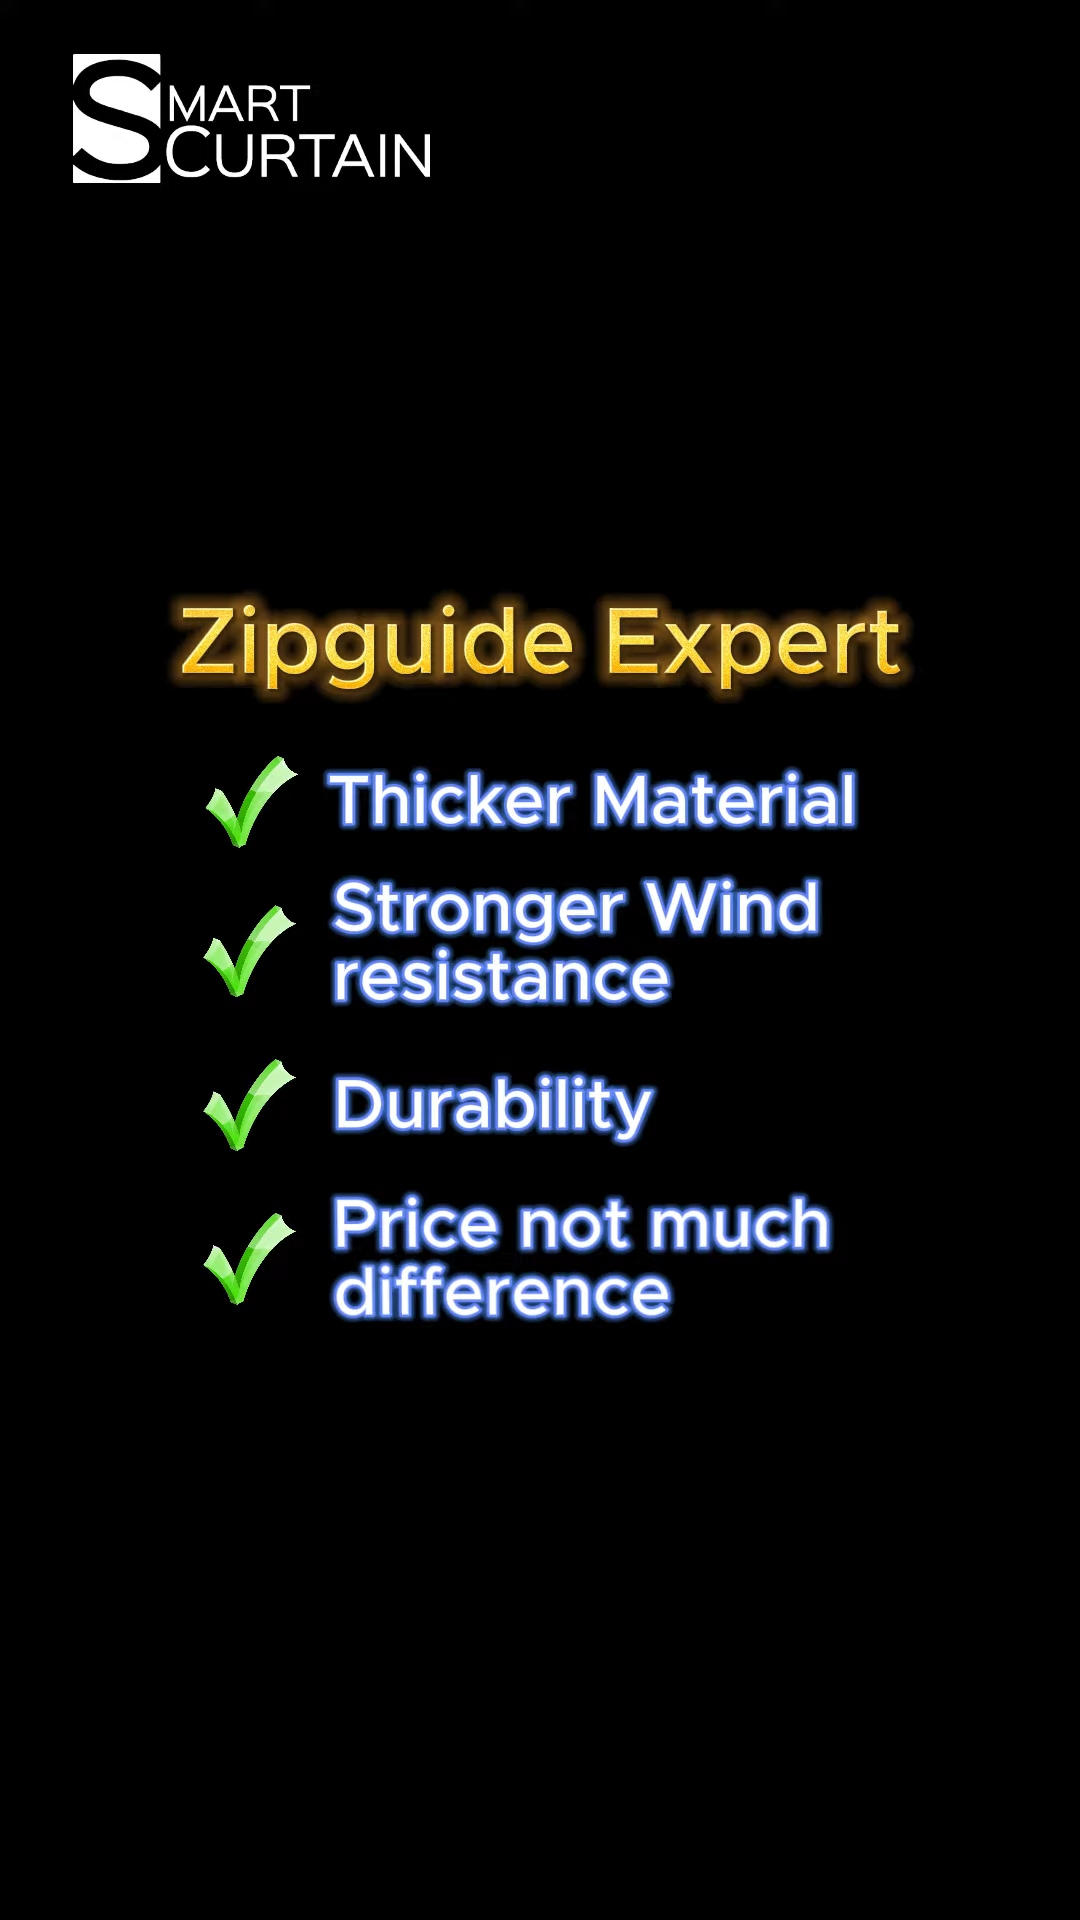 SMART
CURTAIN
Zipguide Expert
Thicker Material
Stronger Wind
resistance
Durability
Price not much
difference